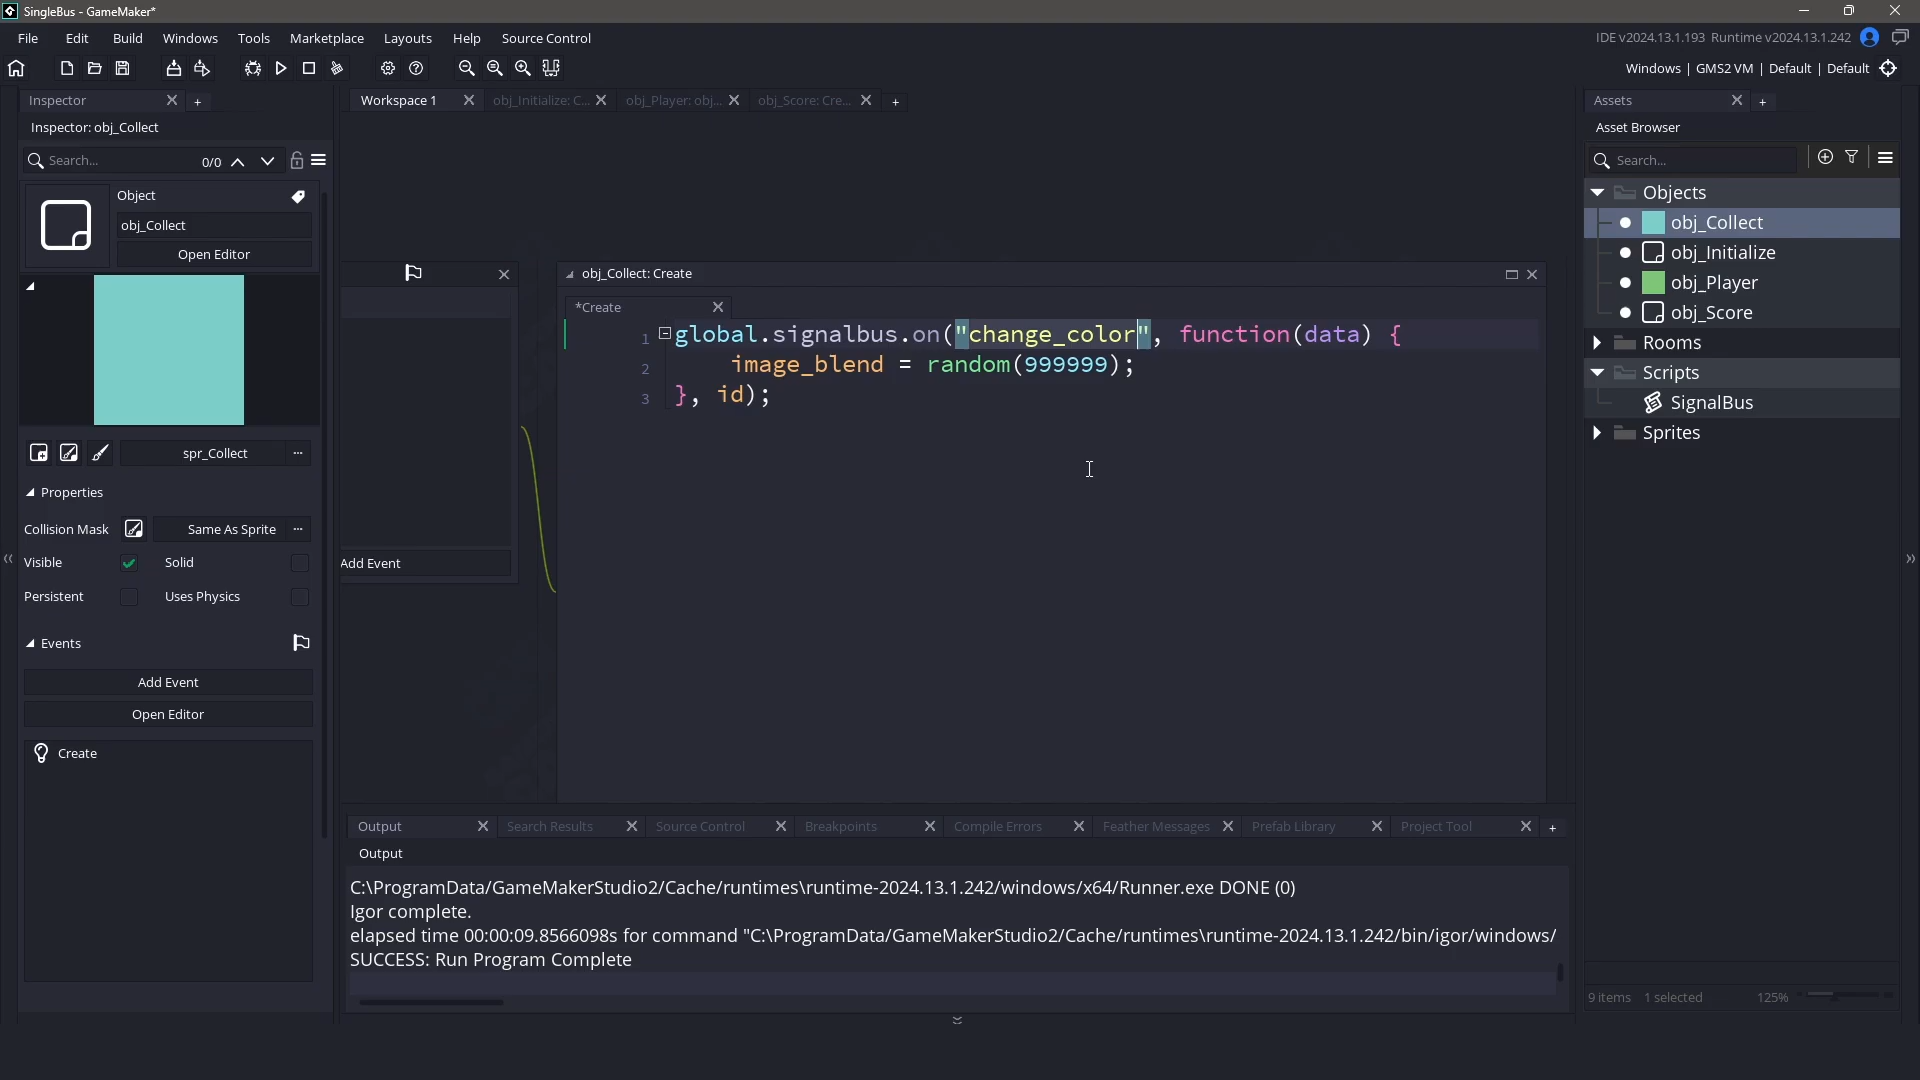 SingleBus - GameMaker*
File Edit Build Windows Tools Marketplace Layouts Help Source Control
IDE v2024.13.1.193 Runtime v2024.13.1.242
Windows | GMS2 VM | Default | Default
Inspector
Workspace 1 obj_Initialize: C... obj_Player: obj... obj_Score: Cre...
Assets
Inspector: obj_Collect
Asset Browser
Search... 0/0
Search...
Object
obj_Collect
Open Editor
spr_Collect
Properties
Collision Mask Same As Sprite
Visible Solid
Persistent Uses Physics
Events
Add Event
Open Editor
Create
Add Event
obj_Collect: Create
*Create
1 global.signalbus.on("change_color", function(data) {
2 image_blend = random(999999);
3 }, id);
Objects
obj_Collect
obj_Initialize
obj_Player
obj_Score
Rooms
Scripts
SignalBus
Sprites
9 items 1 selected 125%
Output Search Results Source Control Breakpoints Compile Errors Feather Messages Prefab Library Project Tool
Output
C:\ProgramData/GameMakerStudio2/Cache/runtimes\runtime-2024.13.1.242/windows/x64/Runner.exe DONE (0)
Igor complete.
elapsed time 00:00:09.8566098s for command "C:\ProgramData/GameMakerStudio2/Cache/runtimes\runtime-2024.13.1.242/bin/igor/windows/
SUCCESS: Run Program Complete